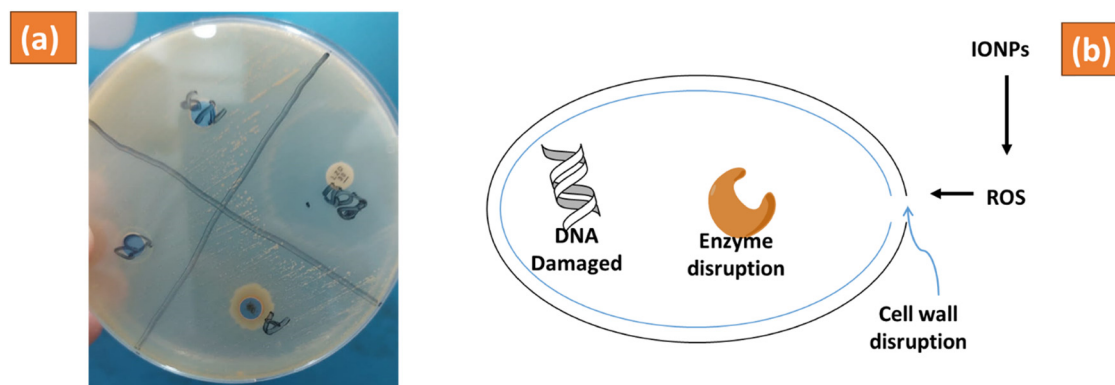 (a)
(b)
IONPs
ROS
DNA
Damaged
Enzyme
disruption
Cell wall
disruption